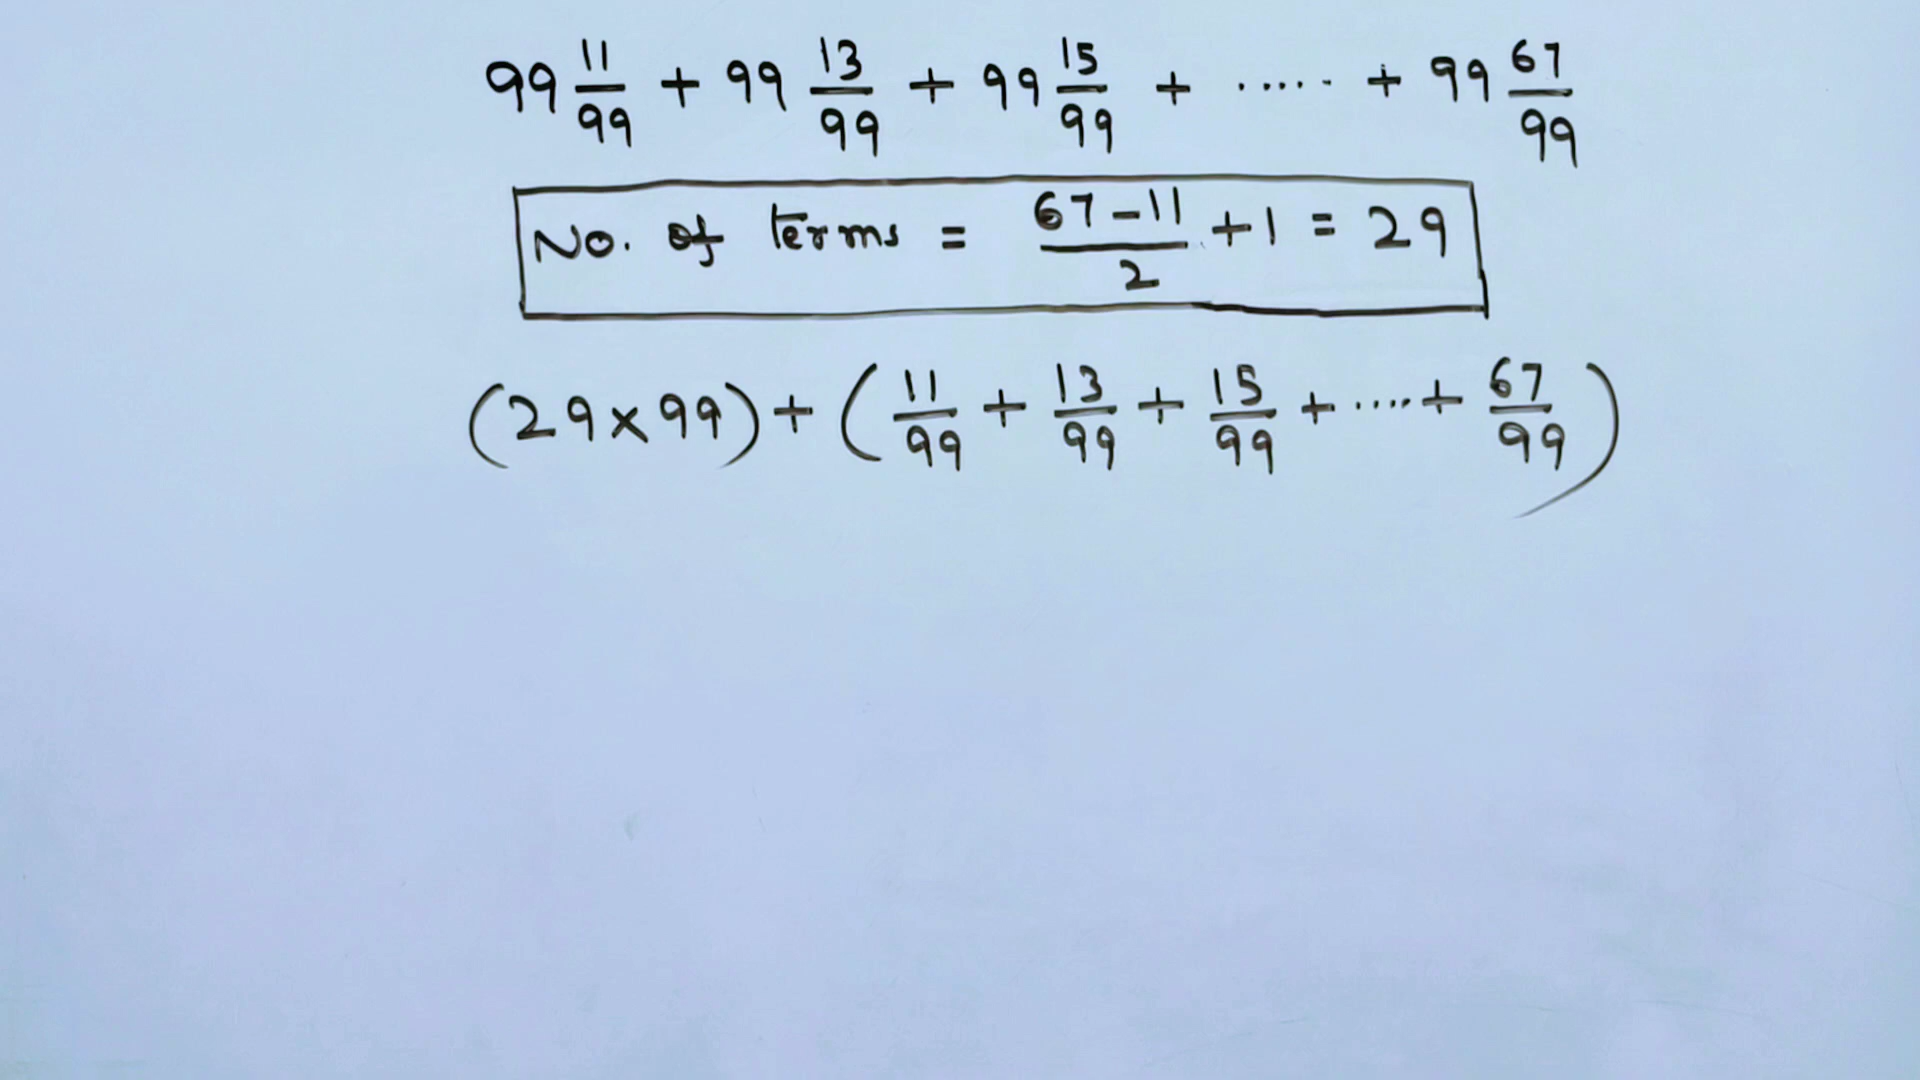 99 11/99 + 99 13/99 + 99 15/99 + ..... + 99 67/99
No. of terms = (67-11)/2 + 1 = 29
(29×99) + (11/99 + 13/99 + 15/99 + .... + 67/99)